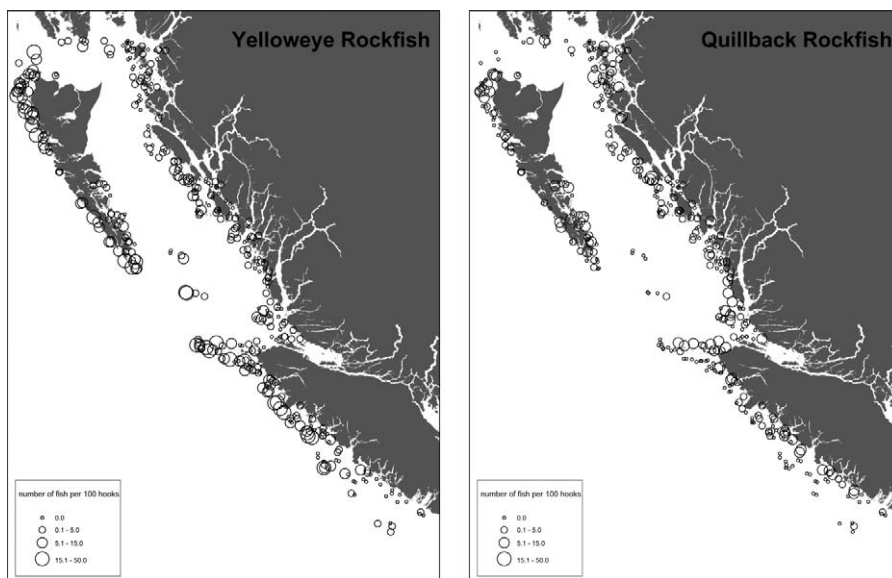 Yelloweye Rockfish
number of fish per 100 hooks
0.0
0.1 - 5.0
5.1 - 15.0
15.1 - 50.0
Quillback Rockfish
number of fish per 100 hooks
0.0
0.1 - 5.0
5.1 - 15.0
15.1 - 50.0